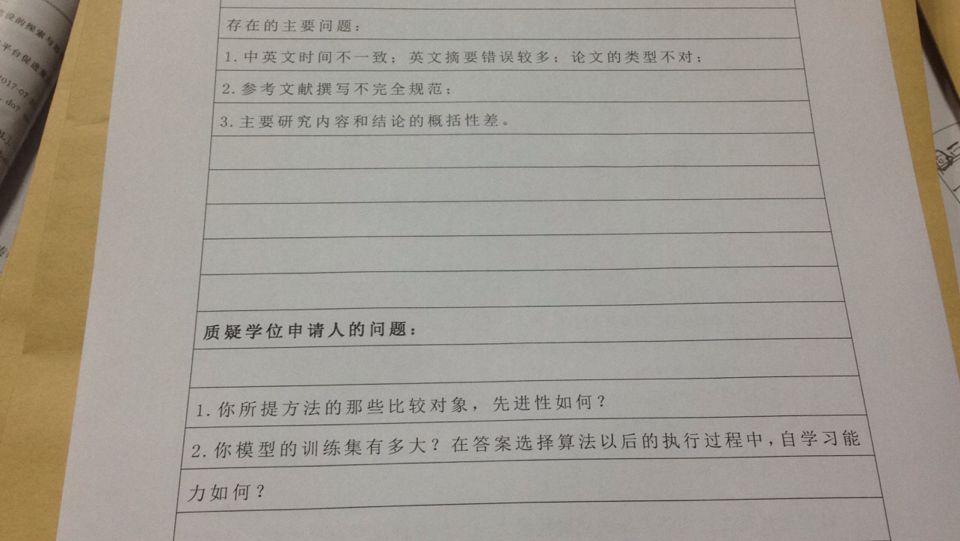 存在的主要问题：
1.中英文时间不一致；英文摘要错误较多；论文的类型不对；
2.参考文献撰写不完全规范；
3.主要研究内容和结论的概括性差。
质疑学位申请人的问题：
1.你所提方法的那些比较对象，先进性如何？
2.你模型的训练集有多大？在答案选择算法以后的执行过程中，自学习能
力如何？
2017-07